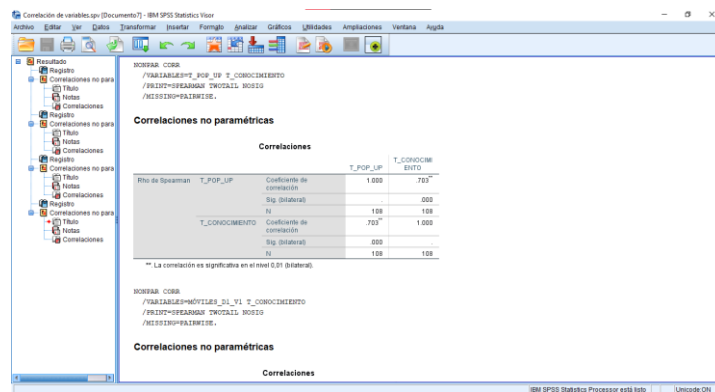 Correlación de variables.spv [Documento7] - IBM SPSS Statistics Visor
Archivo Editar Ver Datos Transformar Insertar Formato Analizar Gráficos Utilidades Ampliaciones Ventana Ayuda
Resultado
Registro
Correlaciones no para
Título
Notas
Correlaciones
Registro
Correlaciones no para
Título
Notas
Correlaciones
Registro
Correlaciones no para
Título
Notas
Correlaciones
Registro
Correlaciones no para
Título
Notas
Correlaciones
NONPAR CORR
/VARIABLES=T_POP_UP T_CONOCIMIENTO
/PRINT=SPEARMAN TWOTAIL NOSIG
/MISSING=PAIRWISE.
Correlaciones no paramétricas
Correlaciones
T_POP_UP T_CONOCIMIENTO
Rho de Spearman T_POP_UP Coeficiente de correlación 1.000 .703**
Sig. (bilateral) . .000
N 108 108
T_CONOCIMIENTO Coeficiente de correlación .703** 1.000
Sig. (bilateral) .000 .
N 108 108
**. La correlación es significativa en el nivel 0,01 (bilateral).
NONPAR CORR
/VARIABLES=MÓVILES_D1_V1 T_CONOCIMIENTO
/PRINT=SPEARMAN TWOTAIL NOSIG
/MISSING=PAIRWISE.
Correlaciones no paramétricas
Correlaciones
IBM SPSS Statistics Processor está listo Unicode:ON